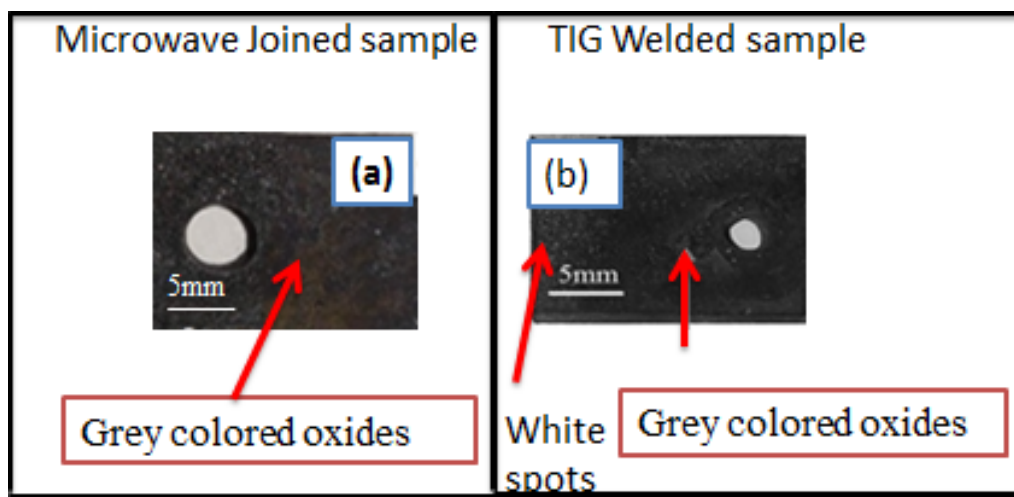 Microwave Joined sample
(a)
5mm
Grey colored oxides
TIG Welded sample
(b)
5mm
White
spots
Grey colored oxides